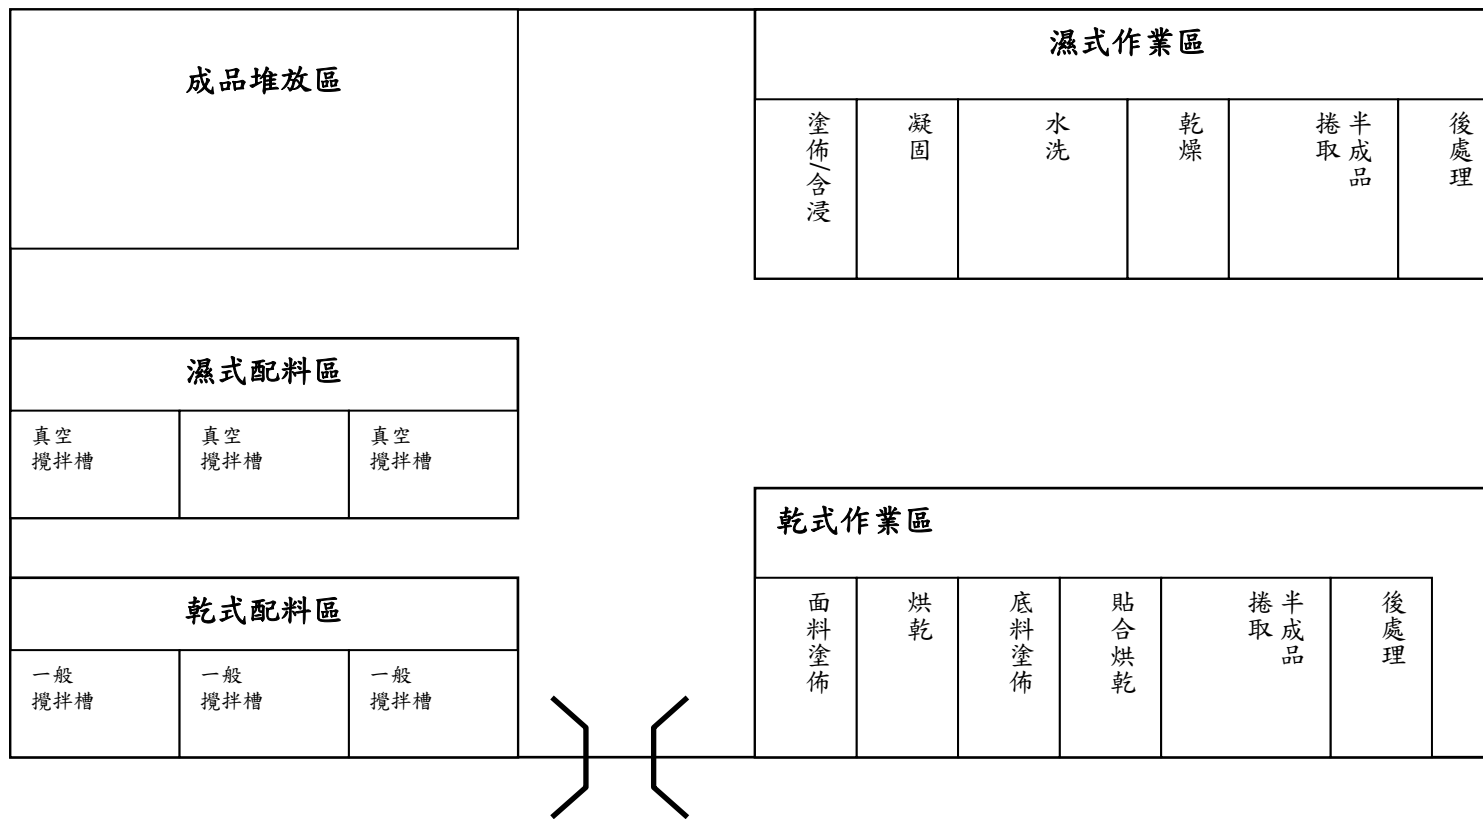 成品堆放區
濕式作業區
塗佈/含浸
凝固
水洗
乾燥
半成品
捲取
後處理
濕式配料區
真空
攪拌槽
真空
攪拌槽
真空
攪拌槽
乾式作業區
面料塗佈
烘乾
底料塗佈
貼合烘乾
半成品
捲取
後處理
乾式配料區
一般
攪拌槽
一般
攪拌槽
一般
攪拌槽